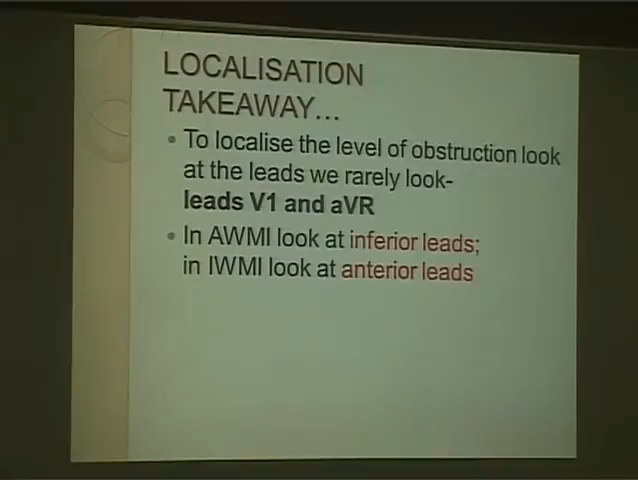 LOCALISATION
TAKEAWAY...
• To localise the level of obstruction look
at the leads we rarely look-
leads V1 and aVR
• In AWMI look at inferior leads;
in IWMI look at anterior leads